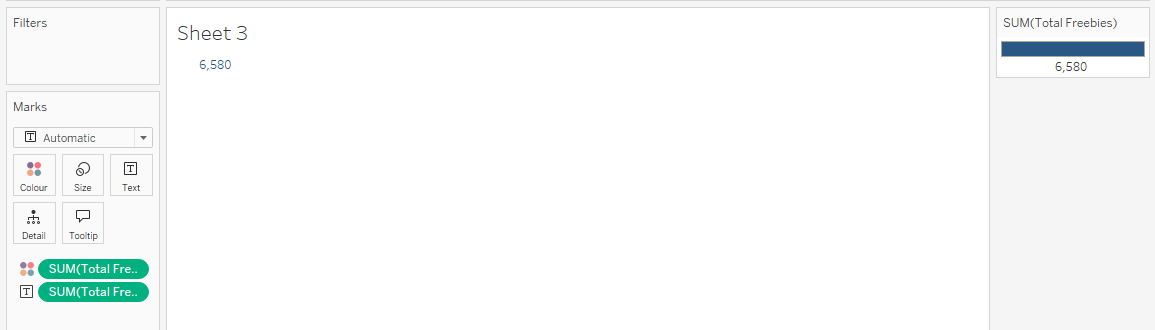 Filters
Marks
Automatic
Colour
Size
Text
Detail
Tooltip
SUM(Total Fre..
SUM(Total Fre..
Sheet 3
6,580
SUM(Total Freebies)
6,580